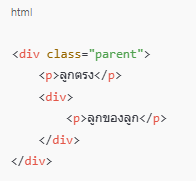 html
<div class="parent">
<p>ลูกตรง</p>
<div>
<p>ลูกของลูก</p>
</div>
</div>